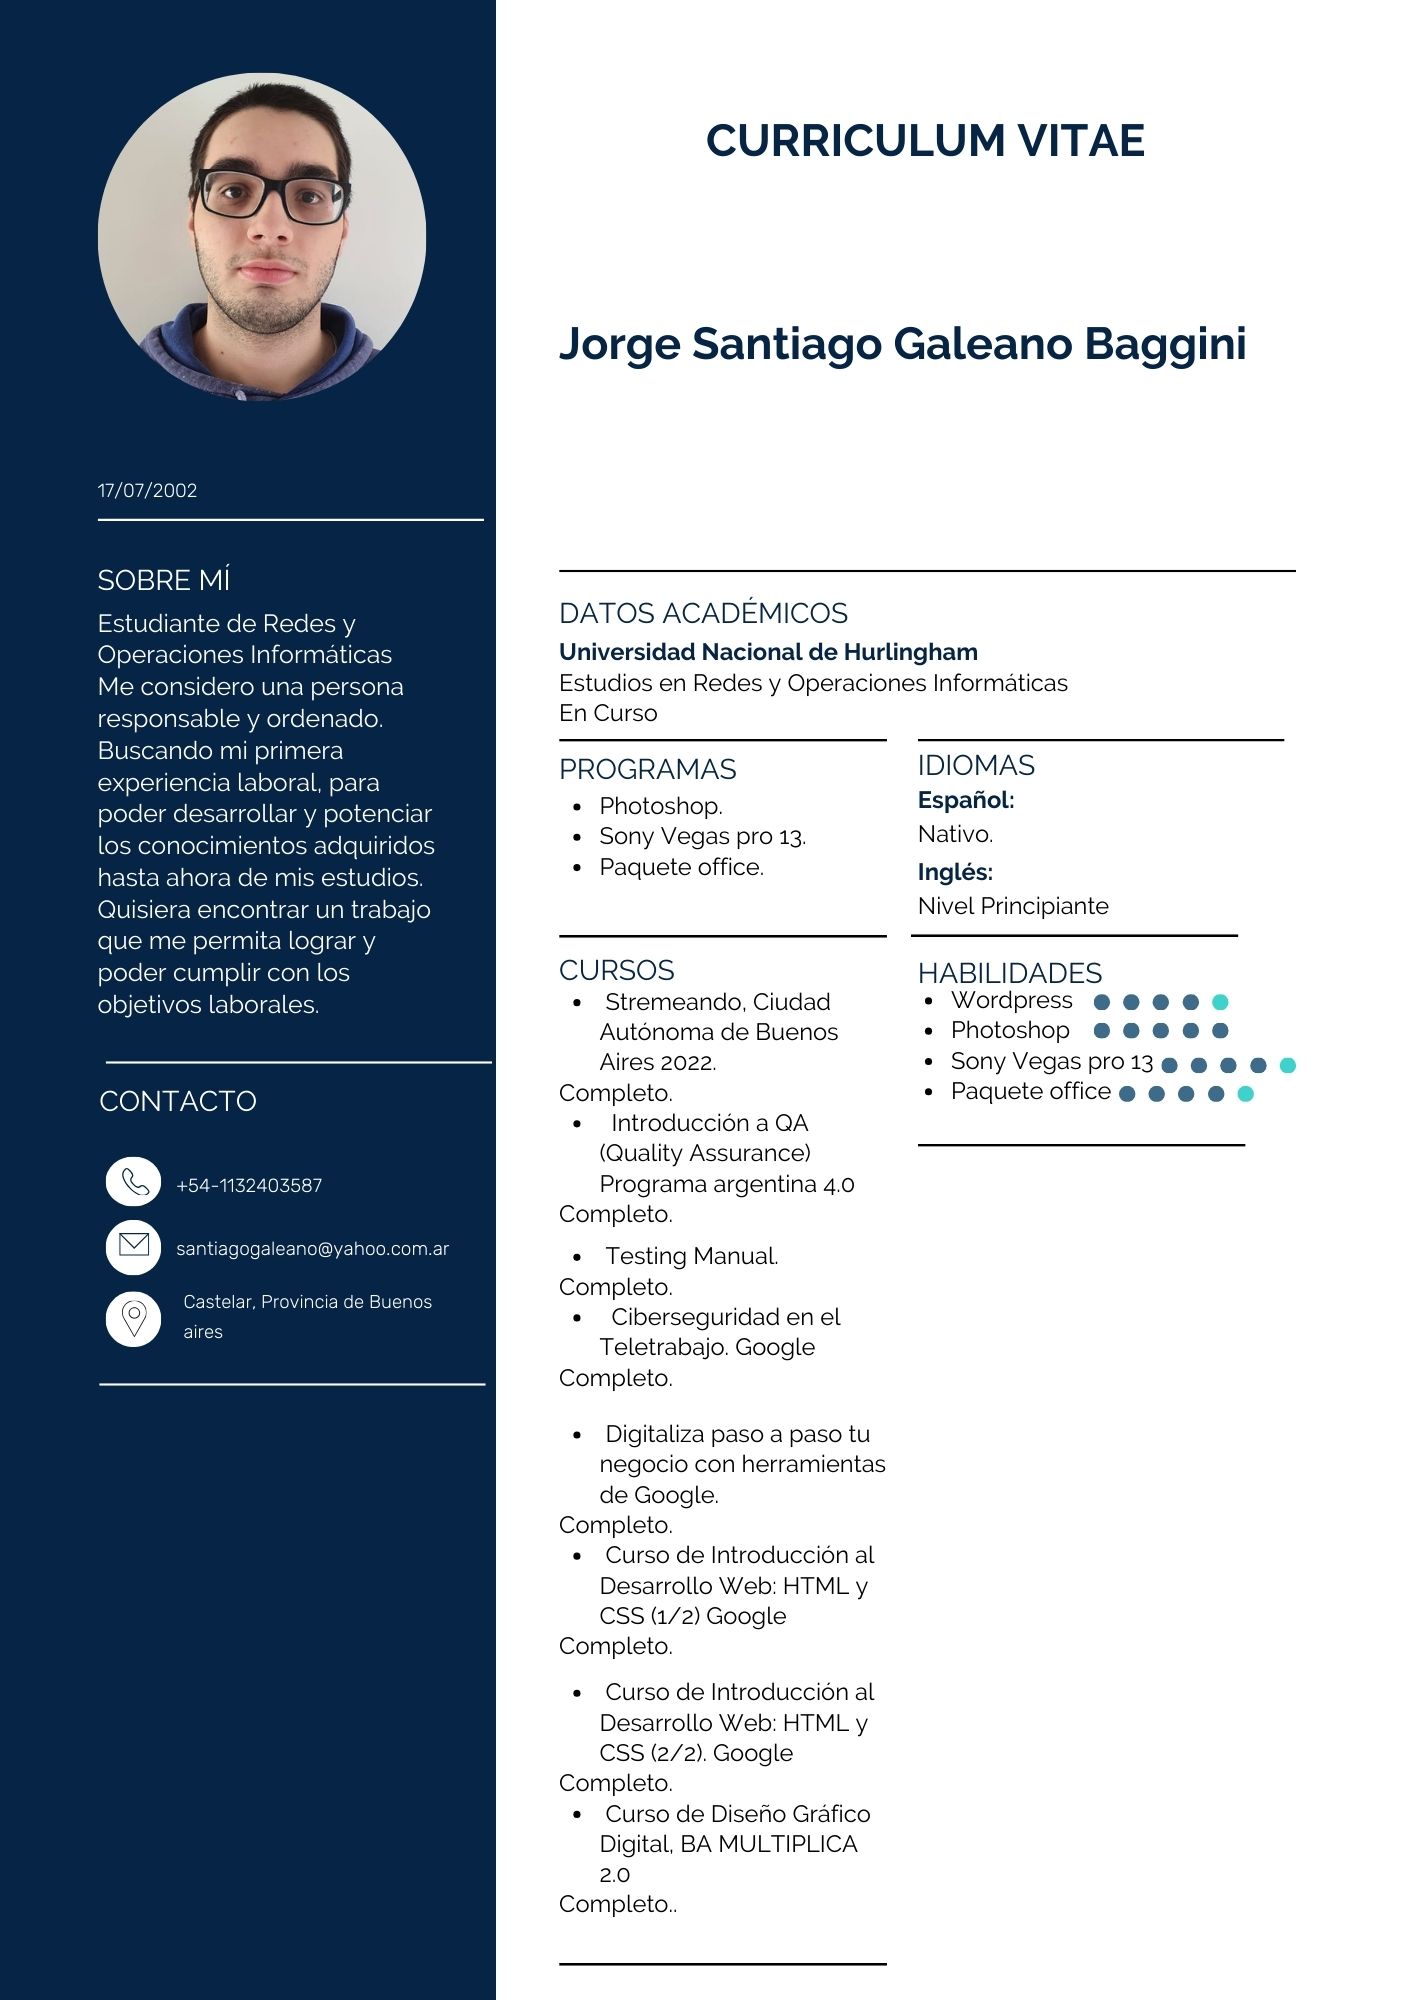 CURRICULUM VITAE
Jorge Santiago Galeano Baggini
17/07/2002
SOBRE MÍ
Estudiante de Redes y
Operaciones Informáticas
Me considero una persona
responsable y ordenado.
Buscando mi primera
experiencia laboral, para
poder desarrollar y potenciar
los conocimientos adquiridos
hasta ahora de mis estudios.
Quisiera encontrar un trabajo
que me permita lograr y
poder cumplir con los
objetivos laborales.
CONTACTO
+54-1132403587
santiagogaleano@yahoo.com.ar
Castelar, Provincia de Buenos
aires
DATOS ACADÉMICOS
Universidad Nacional de Hurlingham
Estudios en Redes y Operaciones Informáticas
En Curso
PROGRAMAS
• Photoshop.
• Sony Vegas pro 13.
• Paquete office.
IDIOMAS
Español:
Nativo.
Inglés:
Nivel Principiante
CURSOS
• Stremeando, Ciudad
Autónoma de Buenos
Aires 2022.
Completo.
• Introducción a QA
(Quality Assurance)
Programa argentina 4.0
Completo.
• Testing Manual.
Completo.
• Ciberseguridad en el
Teletrabajo. Google
Completo.
• Digitaliza paso a paso tu
negocio con herramientas
de Google.
Completo.
• Curso de Introducción al
Desarrollo Web: HTML y
CSS (1/2) Google
Completo.
• Curso de Introducción al
Desarrollo Web: HTML y
CSS (2/2). Google
Completo.
• Curso de Diseño Gráfico
Digital, BA MULTIPLICA
2.0
Completo..
HABILIDADES
• Wordpress
• Photoshop
• Sony Vegas pro 13
• Paquete office